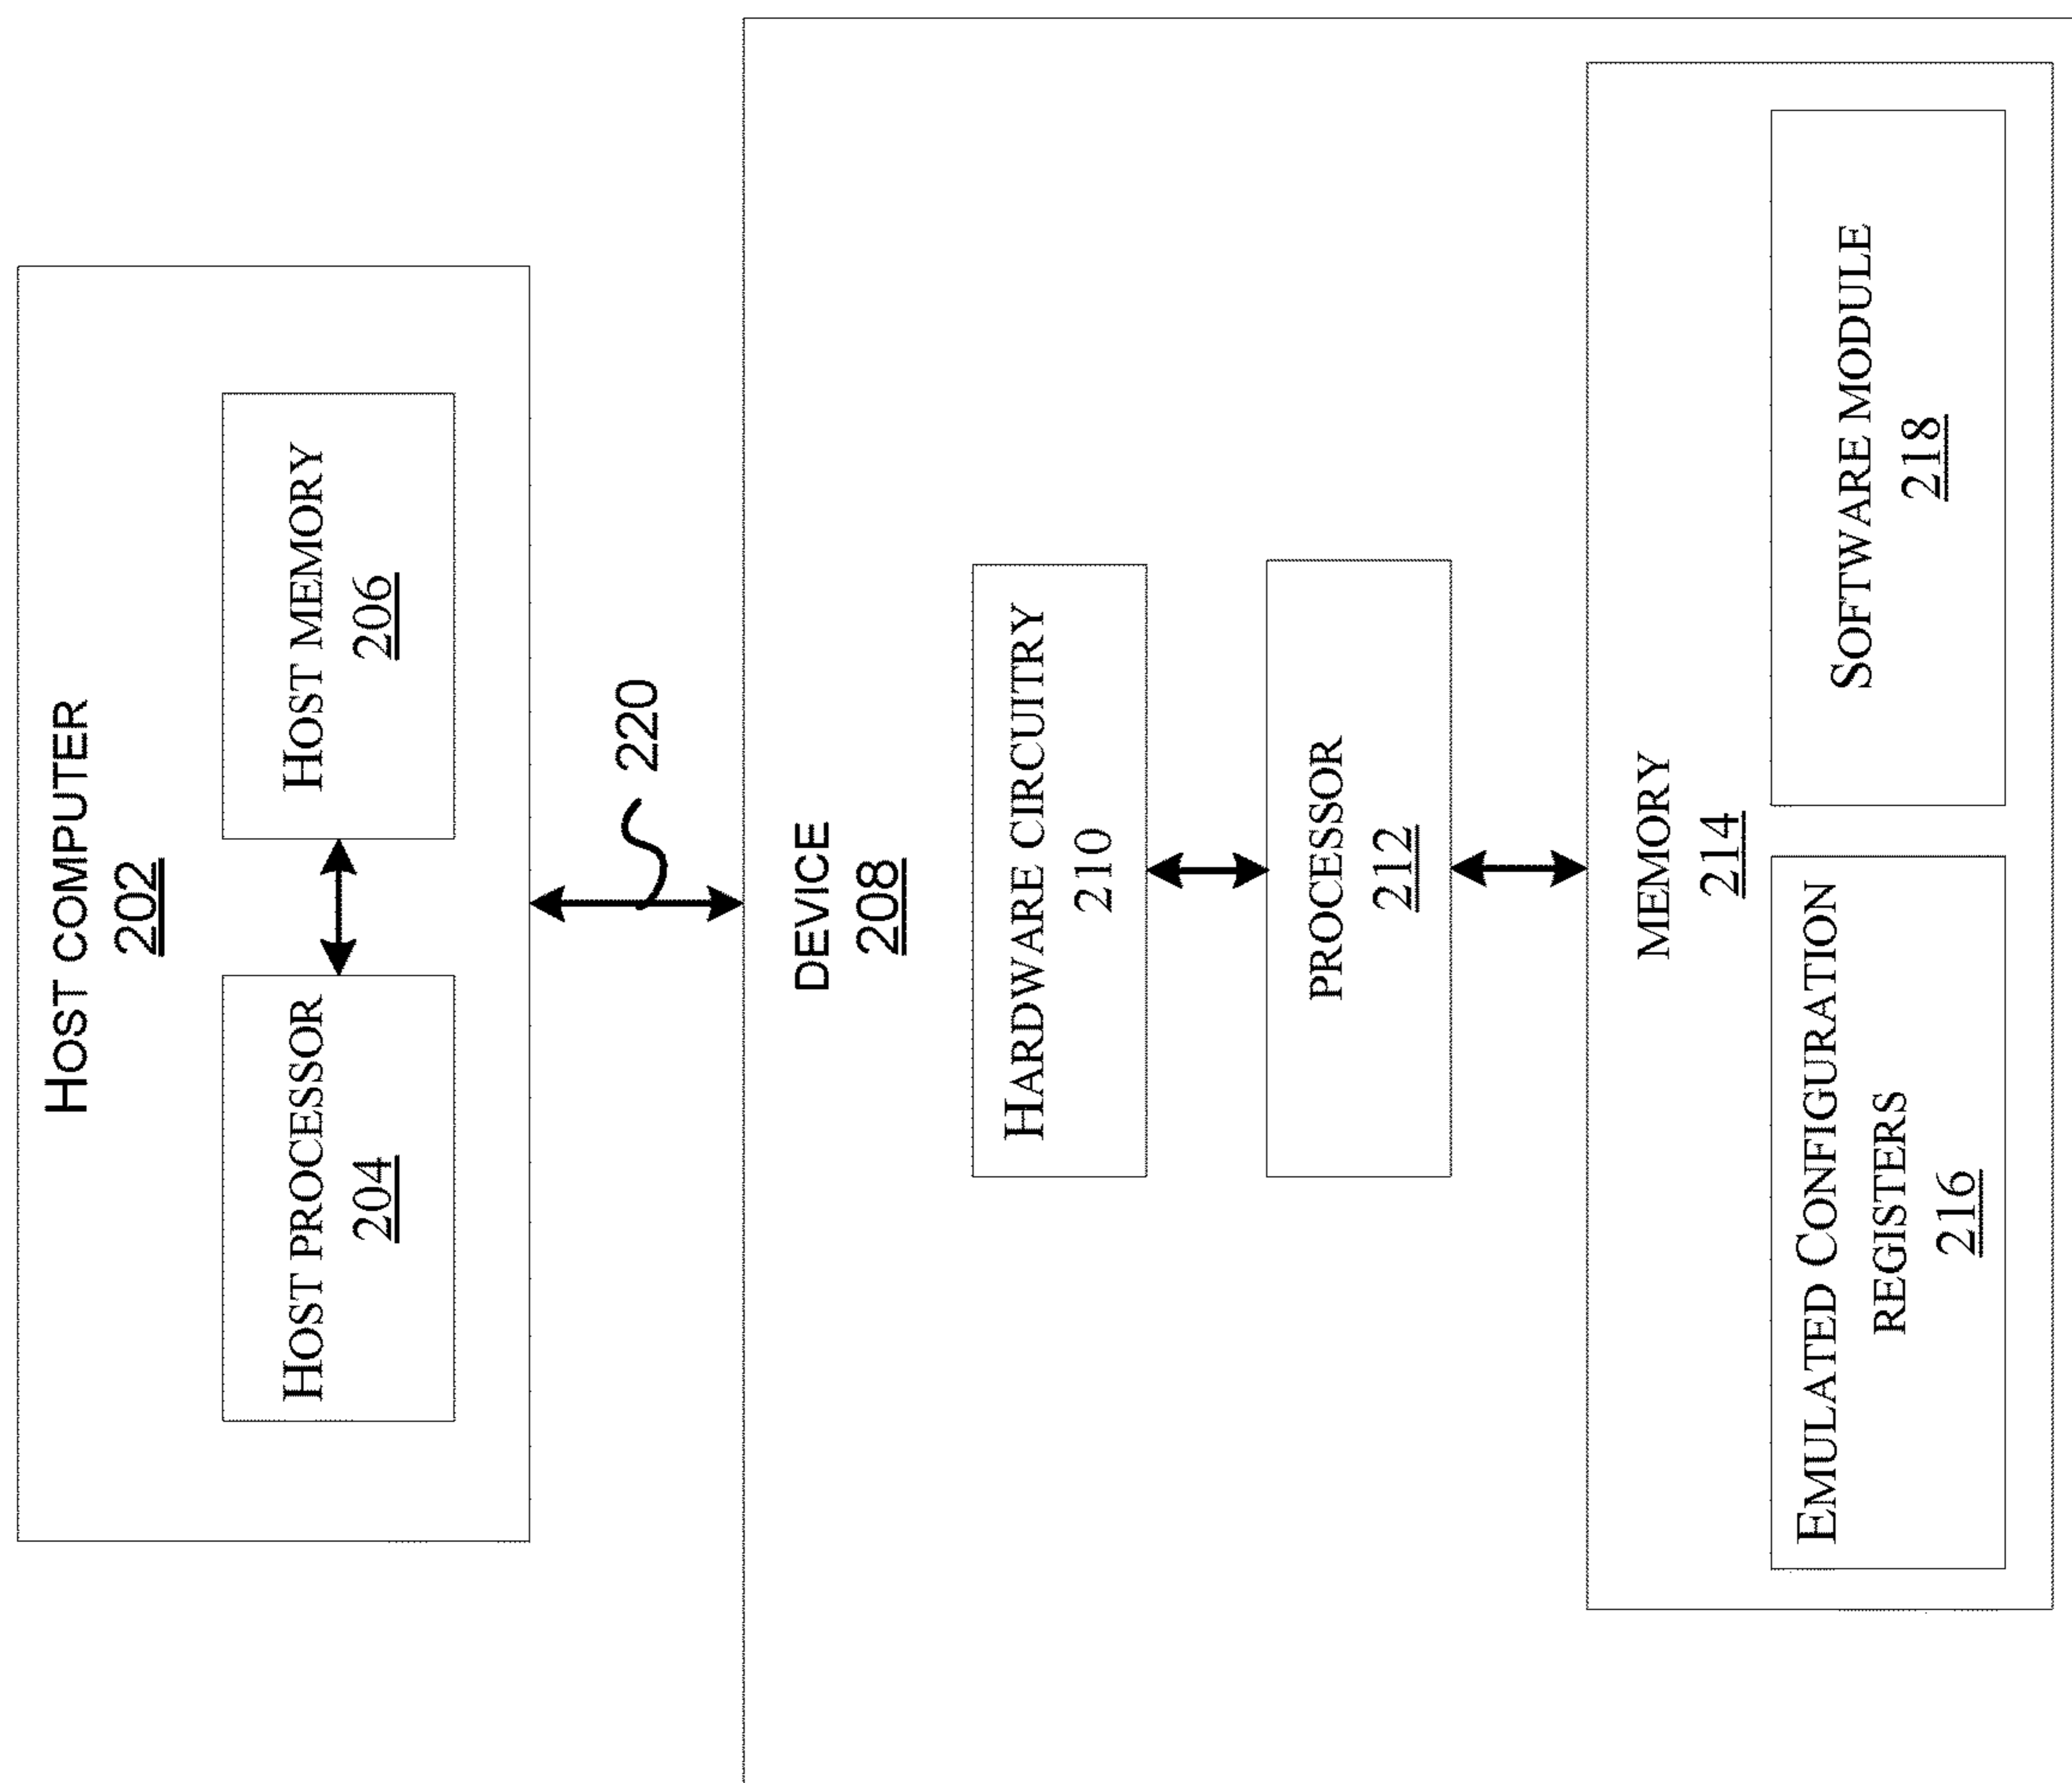 HOST COMPUTER
202
HOST PROCESSOR
204
HOST MEMORY
206
220
DEVICE
208
HARDWARE CIRCUITRY
210
PROCESSOR
212
MEMORY
214
EMULATED CONFIGURATION
REGISTERS
216
SOFTWARE MODULE
218